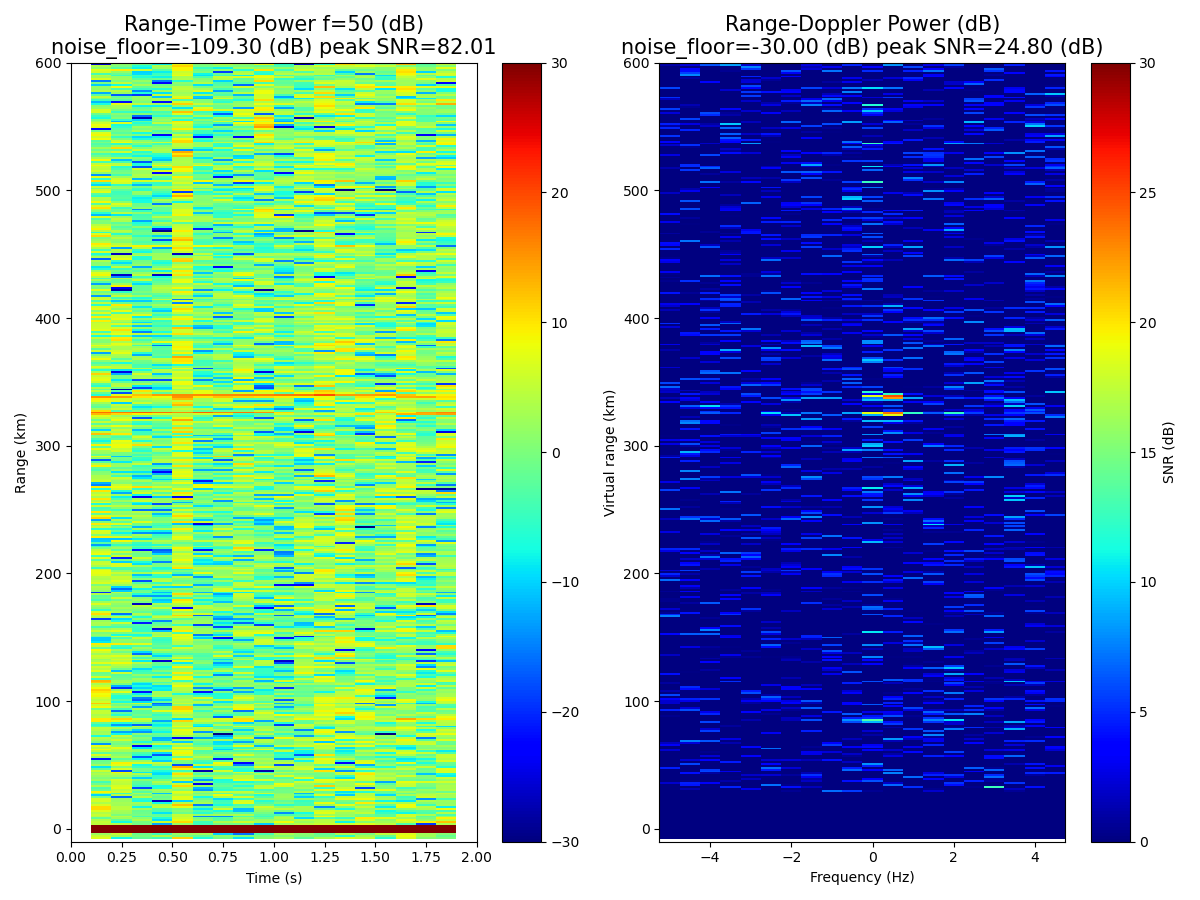 Range-Time Power f=50 (dB)
noise_floor=-109.30 (dB) peak SNR=82.01
600
500
400
300
200
100
0
Range (km)
0.00 0.25 0.50 0.75 1.00 1.25 1.50 1.75 2.00
Time (s)
30
20
10
0
−10
−20
−30
Range-Doppler Power (dB)
noise_floor=-30.00 (dB) peak SNR=24.80 (dB)
600
500
400
300
200
100
0
Virtual range (km)
−4 −2 0 2 4
Frequency (Hz)
30
25
20
15
10
5
0
SNR (dB)